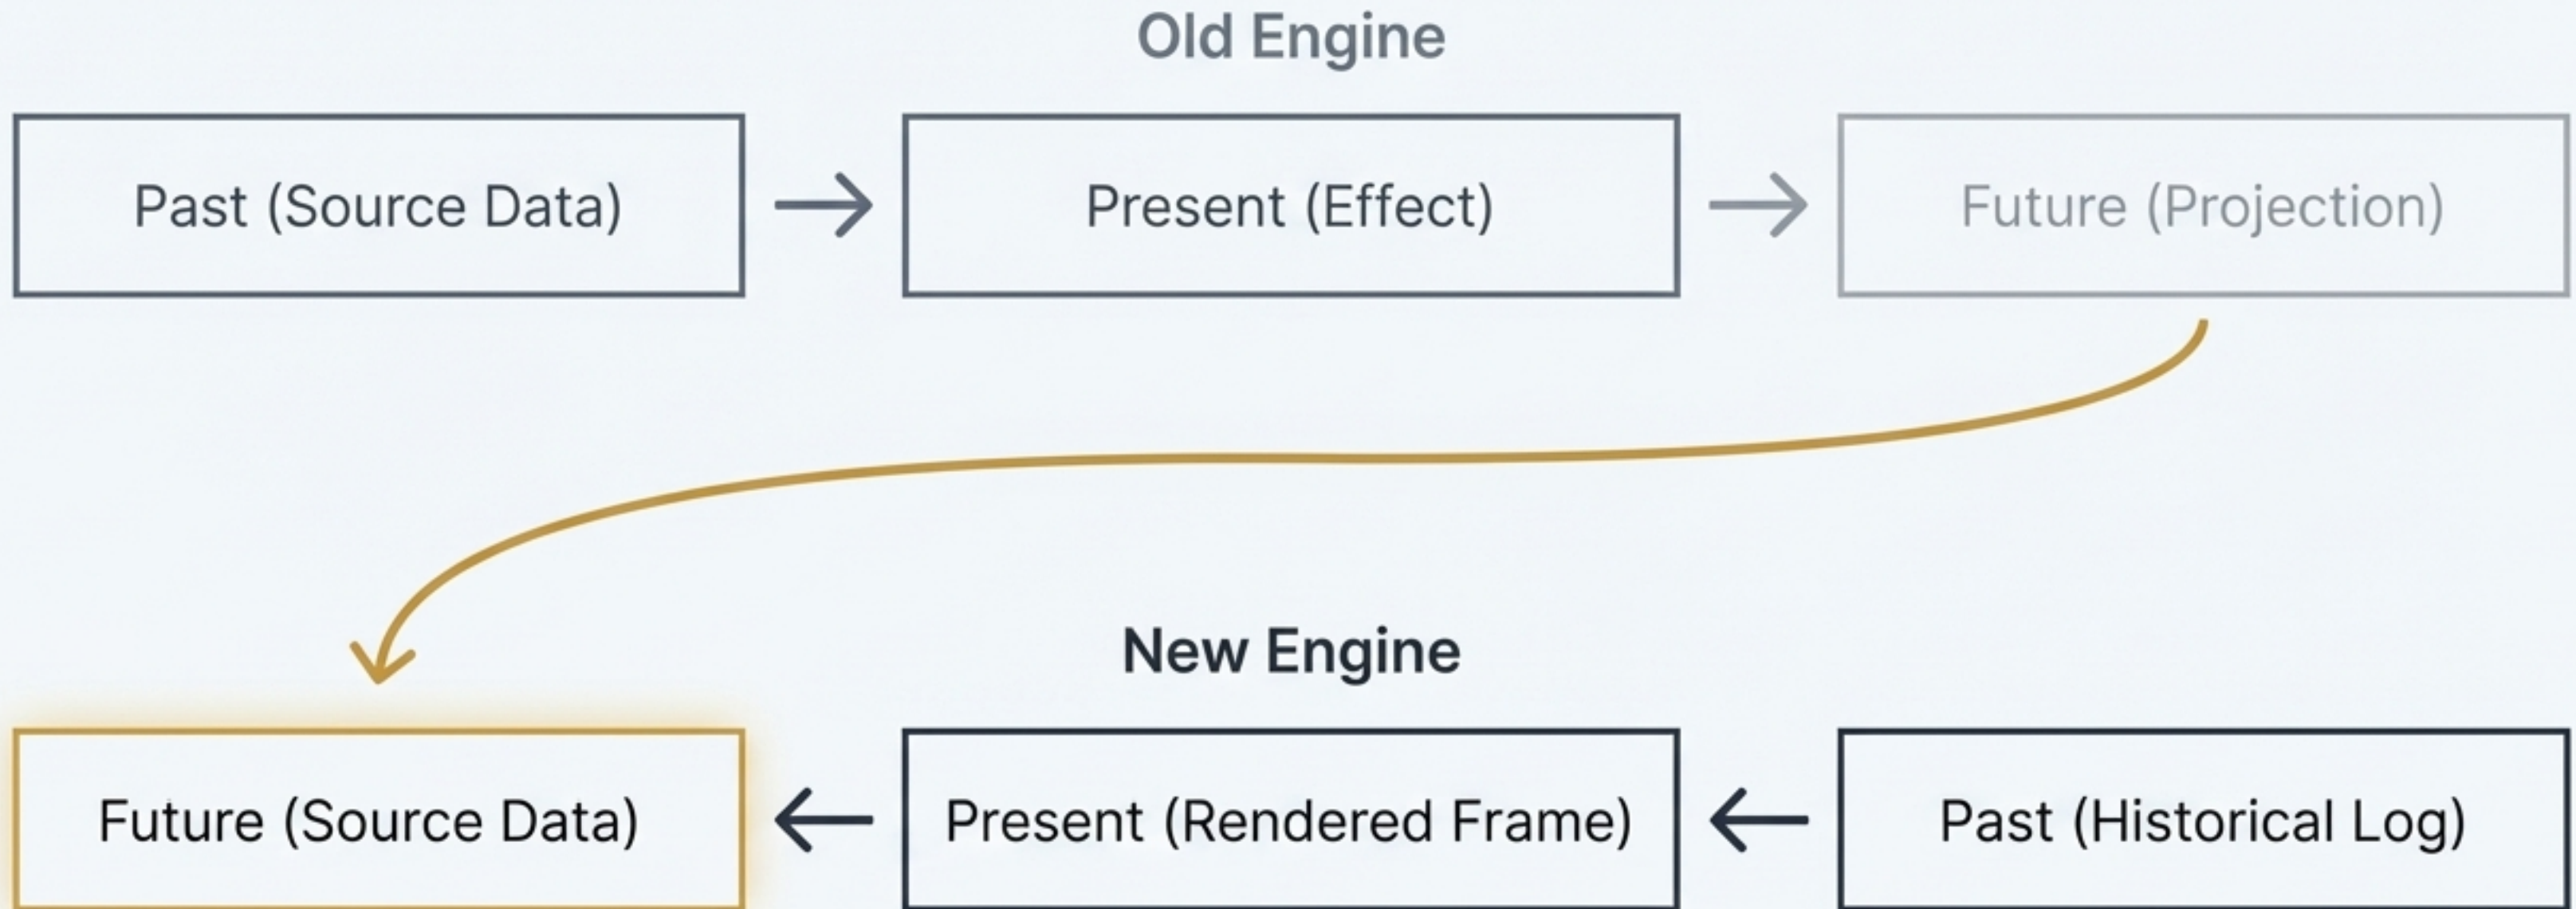 Old Engine
Past (Source Data)
Present (Effect)
Future (Projection)
New Engine
Future (Source Data)
Present (Rendered Frame)
Past (Historical Log)